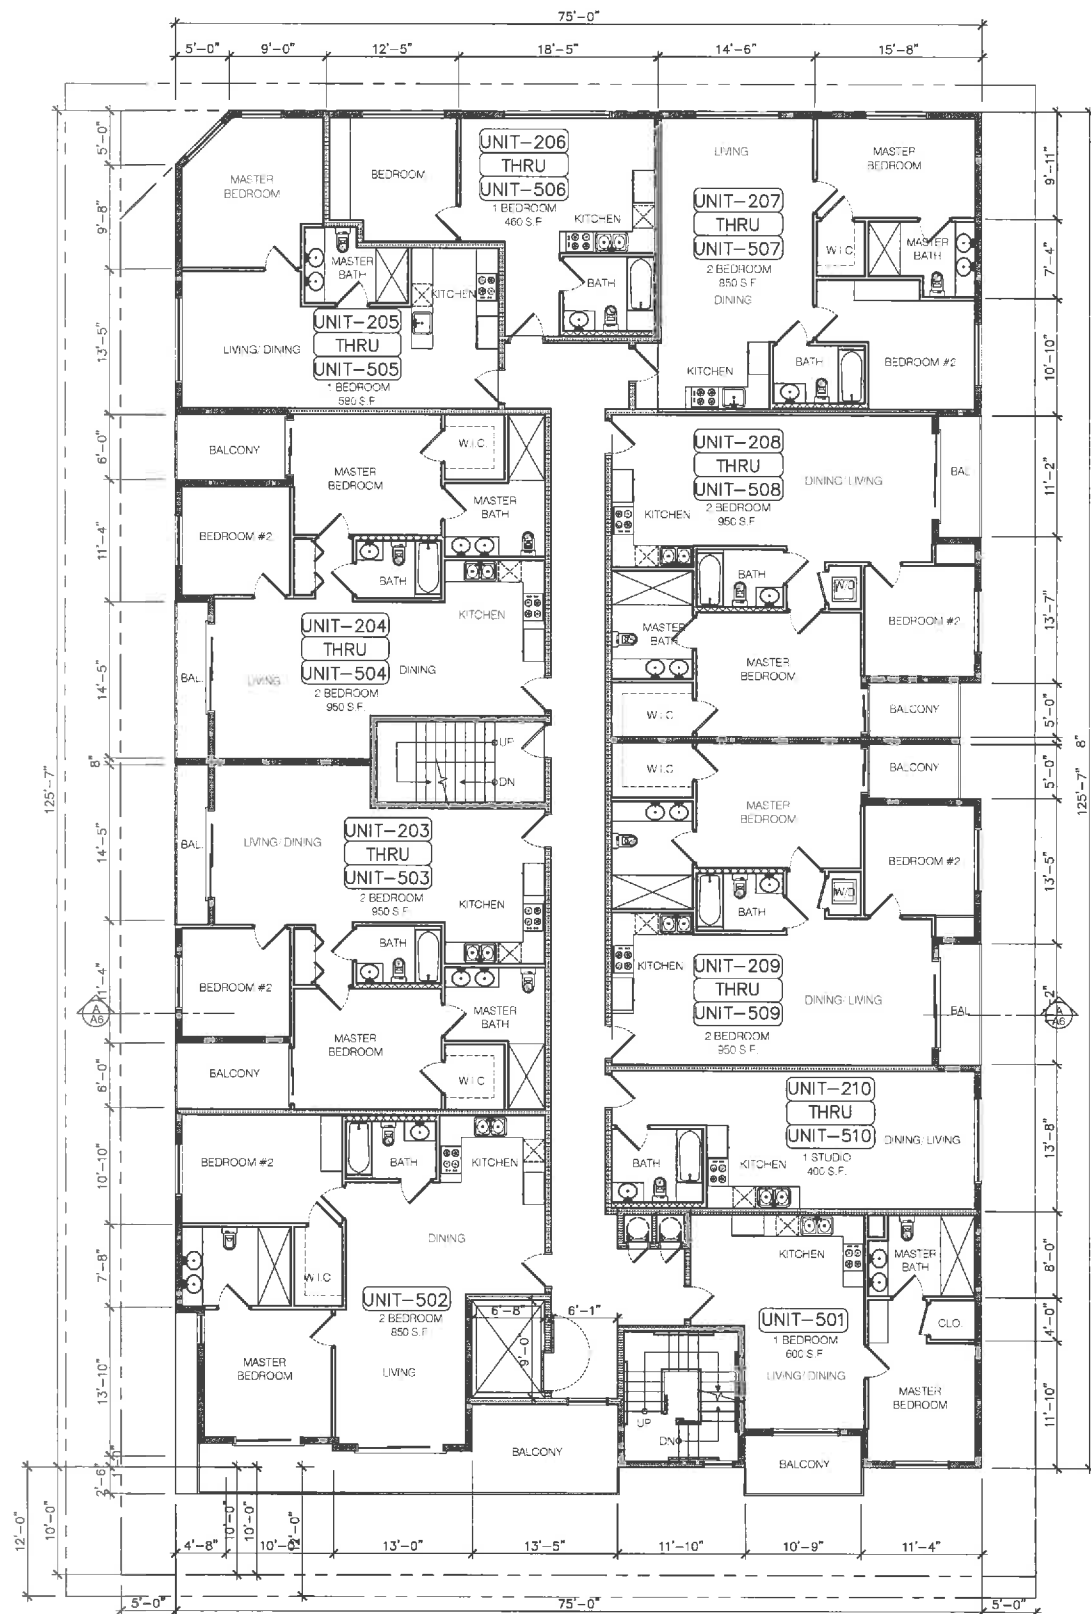 75'-0"
5'-0"
9'-0"
12'-5"
18'-5"
14'-6"
15'-8"
5'-0"
9'-8"
13'-5"
6'-0"
11'-4"
14'-5"
8"
125'-7"
14'-5"
11'-4"
6'-0"
10'-10"
7'-8"
13'-10"
2'-6"
12'-0"
10'-0"
9'-11"
7'-4"
10'-10"
11'-2"
13'-7"
5'-0"
8"
125'-7"
5'-0"
13'-5"
13'-8"
8'-0"
4'-0"
11'-10"
MASTER
BEDROOM
BEDROOM
UNIT-206
THRU
UNIT-506
1 BEDROOM
460 S.F.
KITCHEN
BATH
LIVING
UNIT-207
THRU
UNIT-507
2 BEDROOM
850 S.F.
DINING
KITCHEN
BATH
MASTER
BEDROOM
W.I.C.
MASTER
BATH
BEDROOM #2
MASTER
BATH
KITCHEN
UNIT-205
THRU
UNIT-505
1 BEDROOM
580 S.F.
LIVING/ DINING
BALCONY
MASTER
BEDROOM
W.I.C.
MASTER
BATH
BEDROOM #2
BATH
KITCHEN
UNIT-204
THRU
UNIT-504
2 BEDROOM
950 S.F.
DINING
LIVING
BAL.
UP
DN
UNIT-208
THRU
UNIT-508
2 BEDROOM
950 S.F.
DINING/ LIVING
BAL.
KITCHEN
BATH
W/D
BEDROOM #2
MASTER
BATH
MASTER
BEDROOM
W.I.C
BALCONY
W.I.C
BALCONY
MASTER
BEDROOM
BEDROOM #2
W/D
BATH
KITCHEN
UNIT-209
THRU
UNIT-509
2 BEDROOM
950 S.F.
DINING/ LIVING
BAL.
BAL.
LIVING/ DINING
UNIT-203
THRU
UNIT-503
2 BEDROOM
950 S.F.
KITCHEN
BATH
BEDROOM #2
MASTER
BATH
MASTER
BEDROOM
W.I.C
BALCONY
A
A6
A
A6
UNIT-210
THRU
UNIT-510
1 STUDIO
400 S.F.
DINING/ LIVING
BATH
KITCHEN
BEDROOM #2
BATH
KITCHEN
DINING
W.I.C
UNIT-502
2 BEDROOM
850 S.F.
MASTER
BEDROOM
LIVING
6'-8"
6'-1"
9'-0"
BALCONY
UP
DN
KITCHEN
MASTER
BATH
UNIT-501
1 BEDROOM
600 S.F.
LIVING/ DINING
CLO.
MASTER
BEDROOM
BALCONY
10'-0"
10'-0"
12'-0"
4'-8"
10'-0"
13'-0"
13'-5"
11'-10"
10'-9"
11'-4"
5'-0"
75'-0"
5'-0"